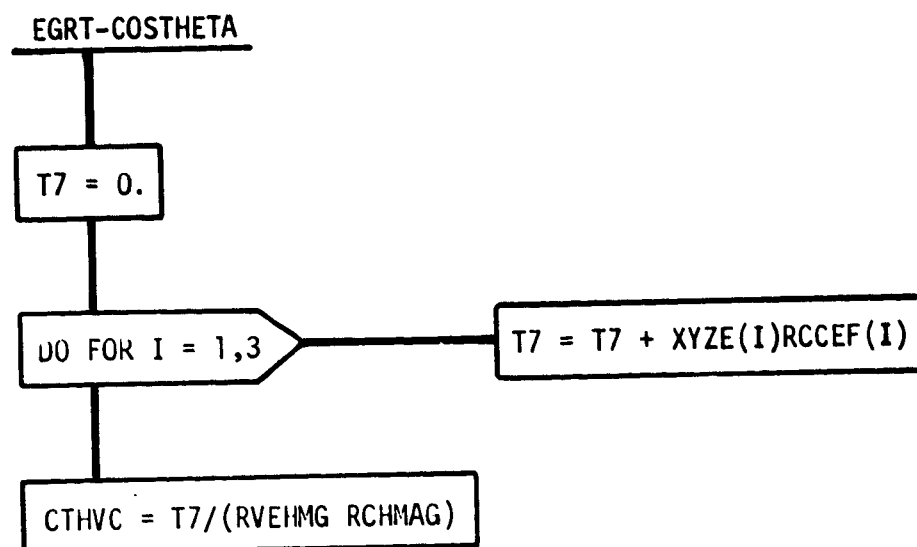 EGRT-COSTHETA
T7 = 0.
DO FOR I = 1,3
T7 = T7 + XYZE(I)RCCEF(I)
CTHVC = T7/(RVEHMG RCHMAG)